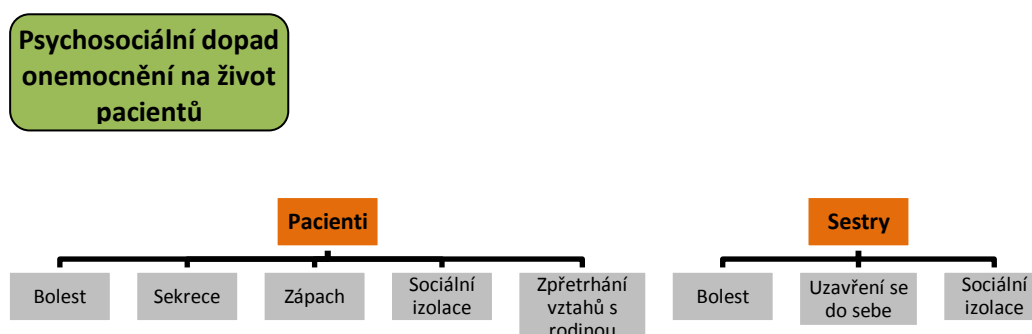 Psychosociální dopad
onemocnění na život
pacientů
Pacienti
Sestry
Bolest
Sekrece
Zápach
Sociální
izolace
Zpřetrhání
vztahů s
rodinou
Bolest
Uzavření se
do sebe
Sociální
izolace